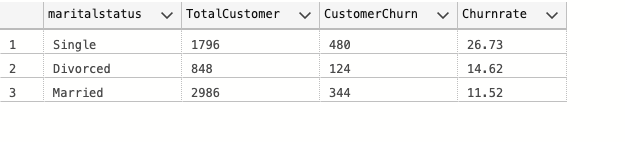 maritalstatus TotalCustomer CustomerChurn Churnrate
1 Single 1796 480 26.73
2 Divorced 848 124 14.62
3 Married 2986 344 11.52